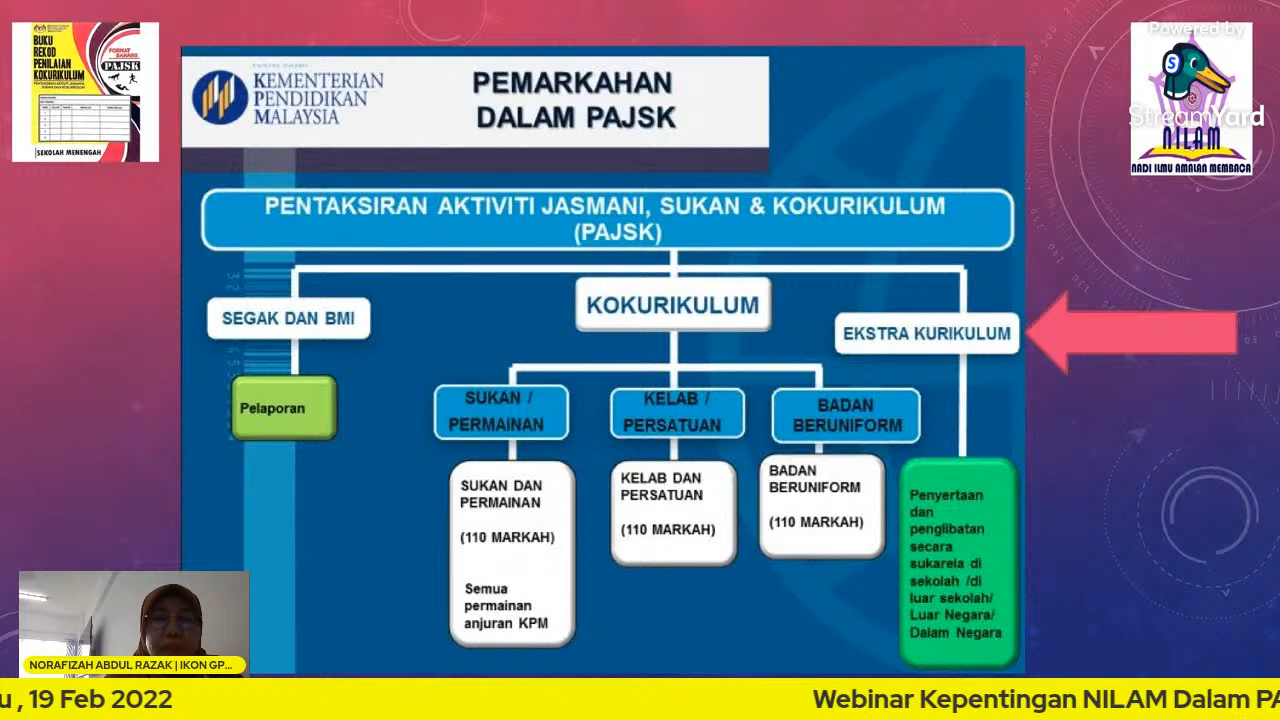 BUKU
REKOD
PENILAIAN
KOKURIKULUM
FORMAT
BAHARU
PAJSK
SEKOLAH MENENGAH
KEMENTERIAN
PENDIDIKAN
MALAYSIA
PEMARKAHAN
DALAM PAJSK
Powered by
StreamYard
NILAM
NADI ILMU AMALAN MEMBACA
PENTAKSIRAN AKTIVITI JASMANI, SUKAN & KOKURIKULUM
(PAJSK)
SEGAK DAN BMI
KOKURIKULUM
EKSTRA KURIKULUM
Pelaporan
SUKAN /
PERMAINAN
KELAB /
PERSATUAN
BADAN
BERUNIFORM
SUKAN DAN
PERMAINAN
(110 MARKAH)
Semua
permainan
anjuran KPM
KELAB DAN
PERSATUAN
(110 MARKAH)
BADAN
BERUNIFORM
(110 MARKAH)
Penyertaan
dan
penglibatan
secara
sukarela di
sekolah /di
luar sekolah/
Luar Negara/
Dalam Negara
NORAFIZAH ABDUL RAZAK | IKON GP...
u , 19 Feb 2022
Webinar Kepentingan NILAM Dalam PA